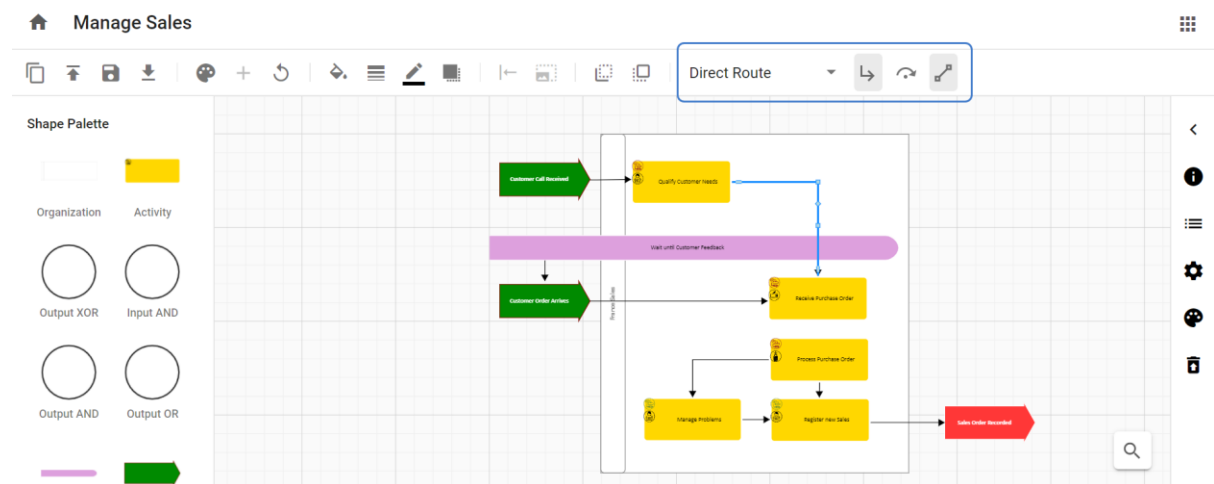 Manage Sales
Direct Route
Shape Palette
Organization
Activity
Output XOR
Input AND
Output AND
Output OR
Customer Call Received
Qualify Customer Needs
Wait until Customer Feedback
Customer Order Arrives
Receive Purchase Order
Process Purchase Order
Manage Problems
Register new Sales
Sales Order Recorded